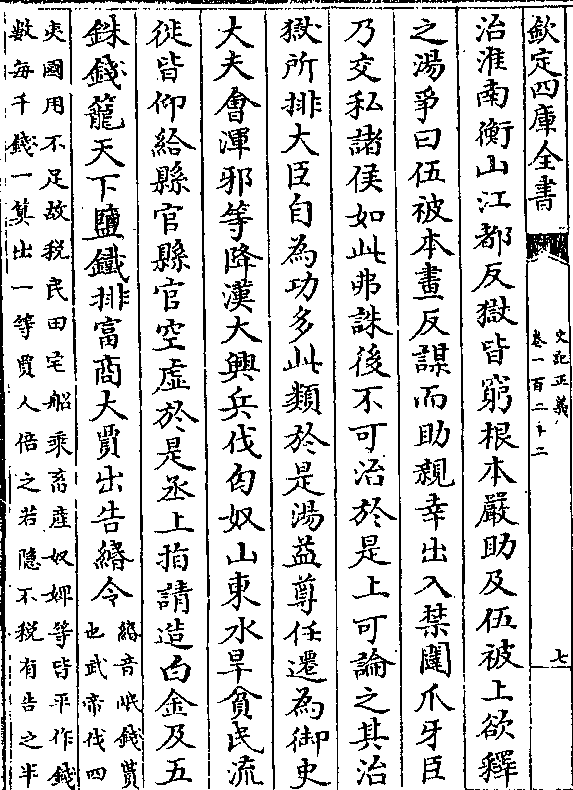 欽定四庫全書
史記正義
卷一百二十二
七
治淮南衡山江都反獄皆窮根本嚴助及伍被上欲釋
之湯爭曰伍被本畫反謀而助親幸出入禁闥爪牙臣
乃交私諸侯如此弗誅後不可治於是上可論之其治
獄所排大臣自為功多此類於是湯益尊任遷為御史
大夫會渾邪等降漢大興兵伐匈奴山東水旱貧民流
徙皆仰給縣官縣官空虛於是丞上指請造白金及五
銖錢籠天下鹽鐵排富商大賈出告緡令
緡音岷錢貫
也武帝伐四
夷國用不足故稅民田宅船乘畜產奴婢等皆平作錢
數每千錢一算出一等賈人倍之若隱不稅有告之半